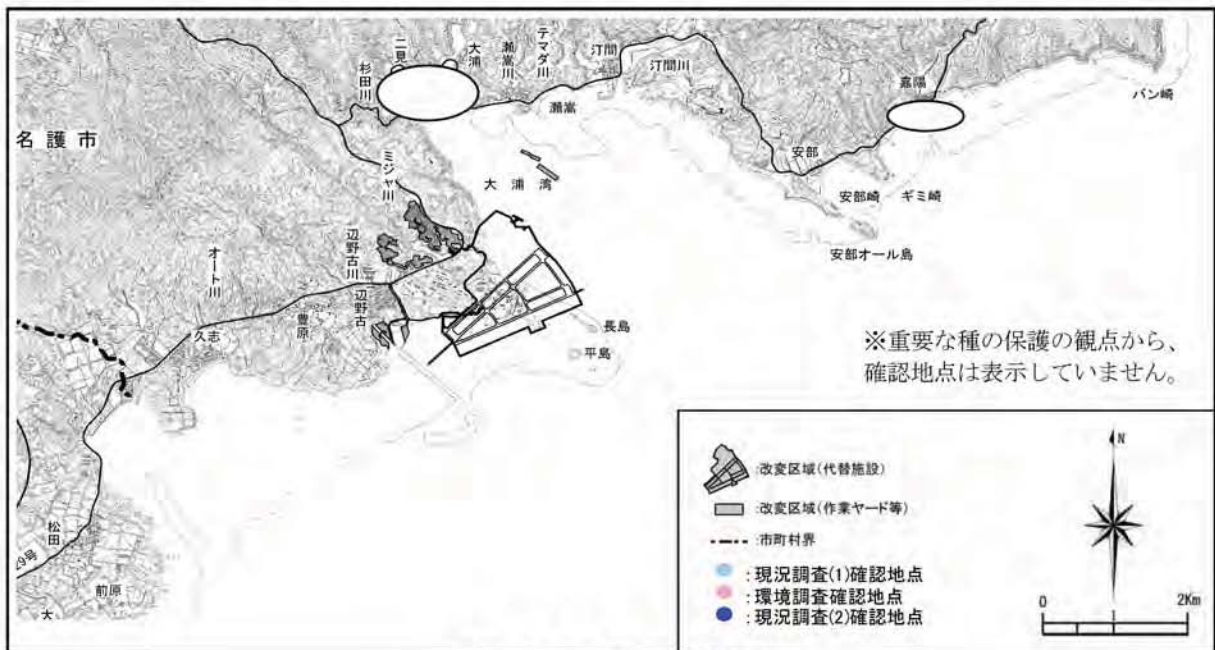 名護市
杉田川
二見
大浦
瀬嵩川
テマダ川
汀間
汀間川
瀬嵩
嘉陽
バン崎
安部
安部崎
ギミ崎
安部オール島
大浦湾
ミジャ川
辺野古川
辺野古
オート川
豊原
久志
長島
平島
松田
前原
大
29号
※重要な種の保護の観点から、
確認地点は表示していません。
:改変区域(代替施設)
:改変区域(作業ヤード等)
:市町村界
:現況調査(1)確認地点
:環境調査確認地点
:現況調査(2)確認地点
N
0 1 2Km